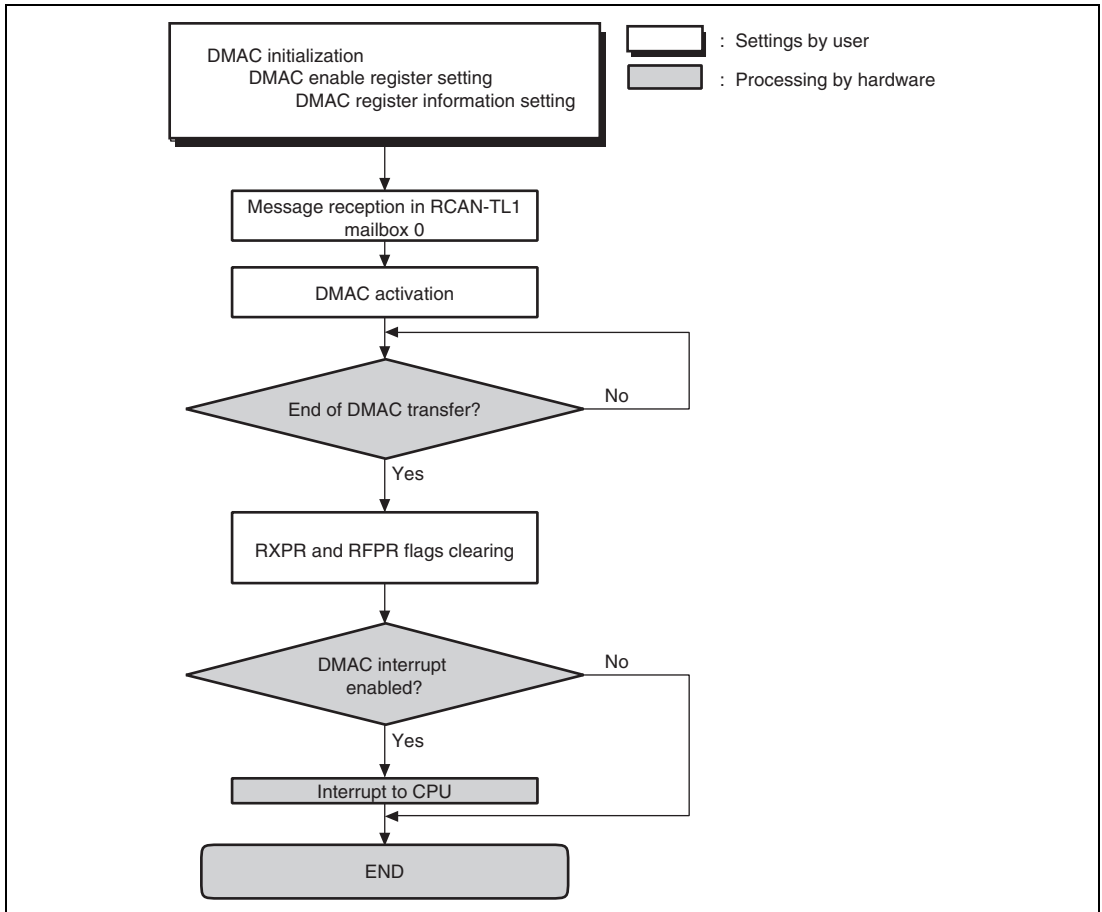 DMAC initialization
DMAC enable register setting
DMAC register information setting
: Settings by user
: Processing by hardware
Message reception in RCAN-TL1
mailbox 0
DMAC activation
End of DMAC transfer?
No
Yes
RXPR and RFPR flags clearing
DMAC interrupt
enabled?
No
Yes
Interrupt to CPU
END